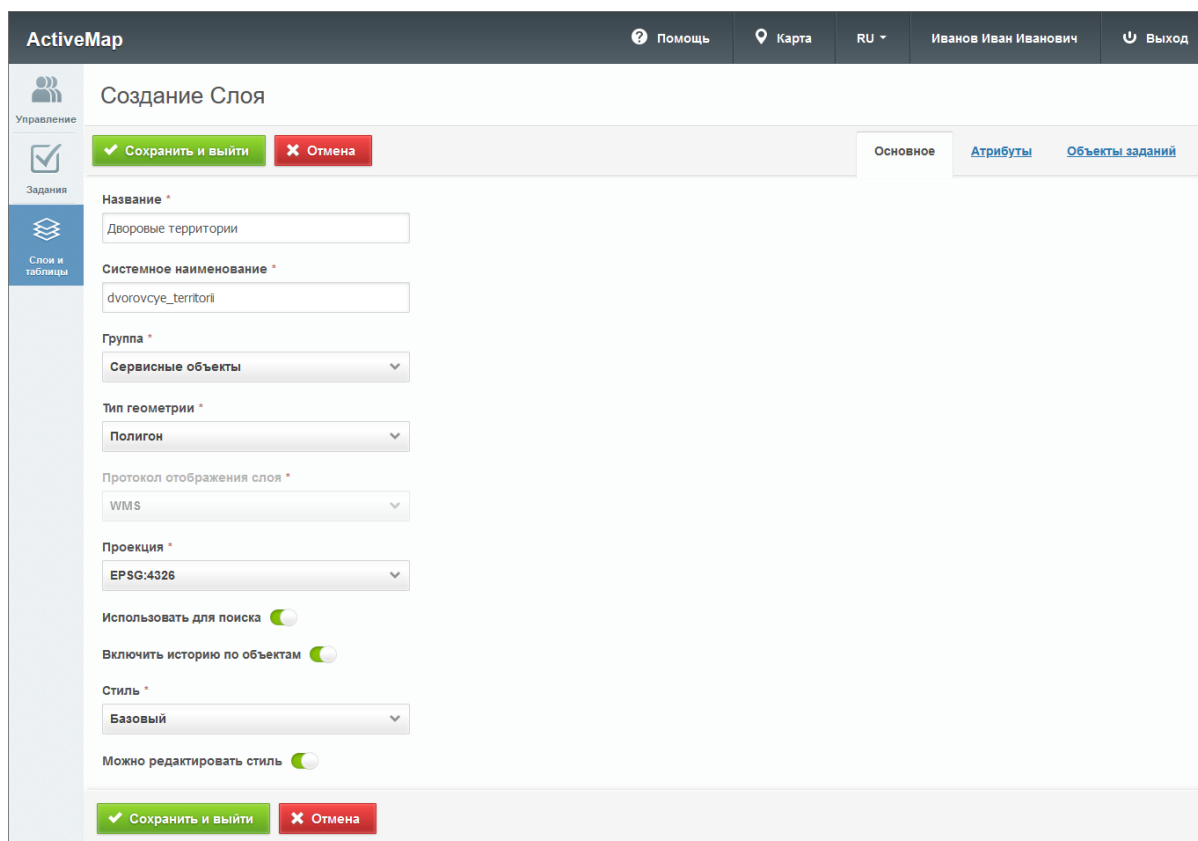 ActiveMap
Помощь
Карта
RU
Иванов Иван Иванович
Выход
Управление
Задания
Слои и
таблицы
Создание Слоя
Сохранить и выйти
Отмена
Основное
Атрибуты
Объекты заданий
Название *
Дворовые территории
Системное наименование *
dvorovcye_territorii
Группа *
Сервисные объекты
Тип геометрии *
Полигон
Протокол отображения слоя *
WMS
Проекция *
EPSG:4326
Использовать для поиска
Включить историю по объектам
Стиль *
Базовый
Можно редактировать стиль
Сохранить и выйти
Отмена